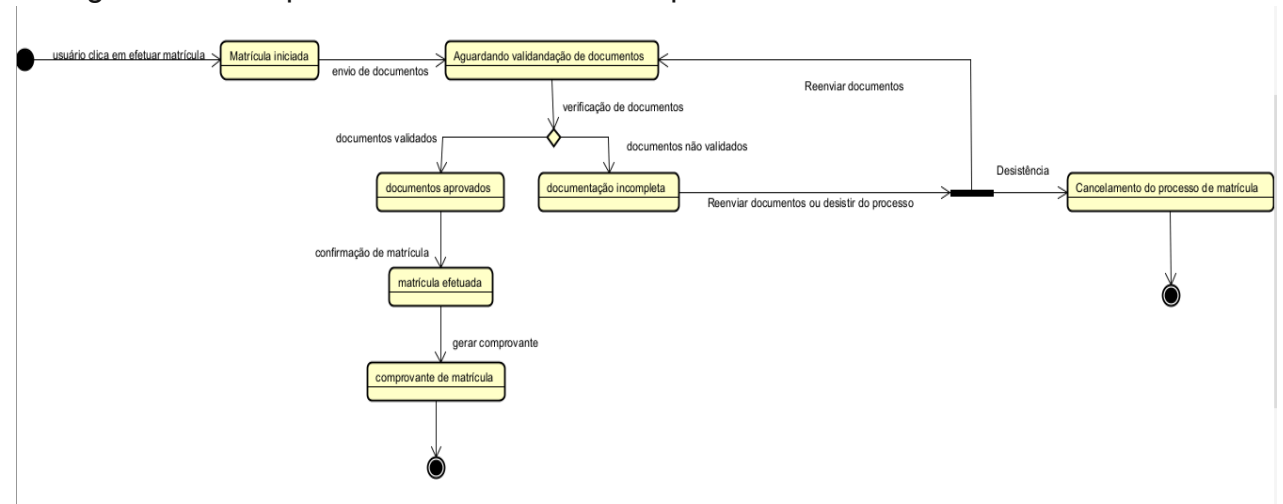 usuário clica em efetuar matrícula
Matrícula iniciada
envio de documentos
Aguardando validandação de documentos
Reenviar documentos
verificação de documentos
documentos validados
documentos não validados
documentos aprovados
documentação incompleta
Reenviar documentos ou desistir do processo
Desistência
Cancelamento do processo de matrícula
confirmação de matrícula
matrícula efetuada
gerar comprovante
comprovante de matrícula